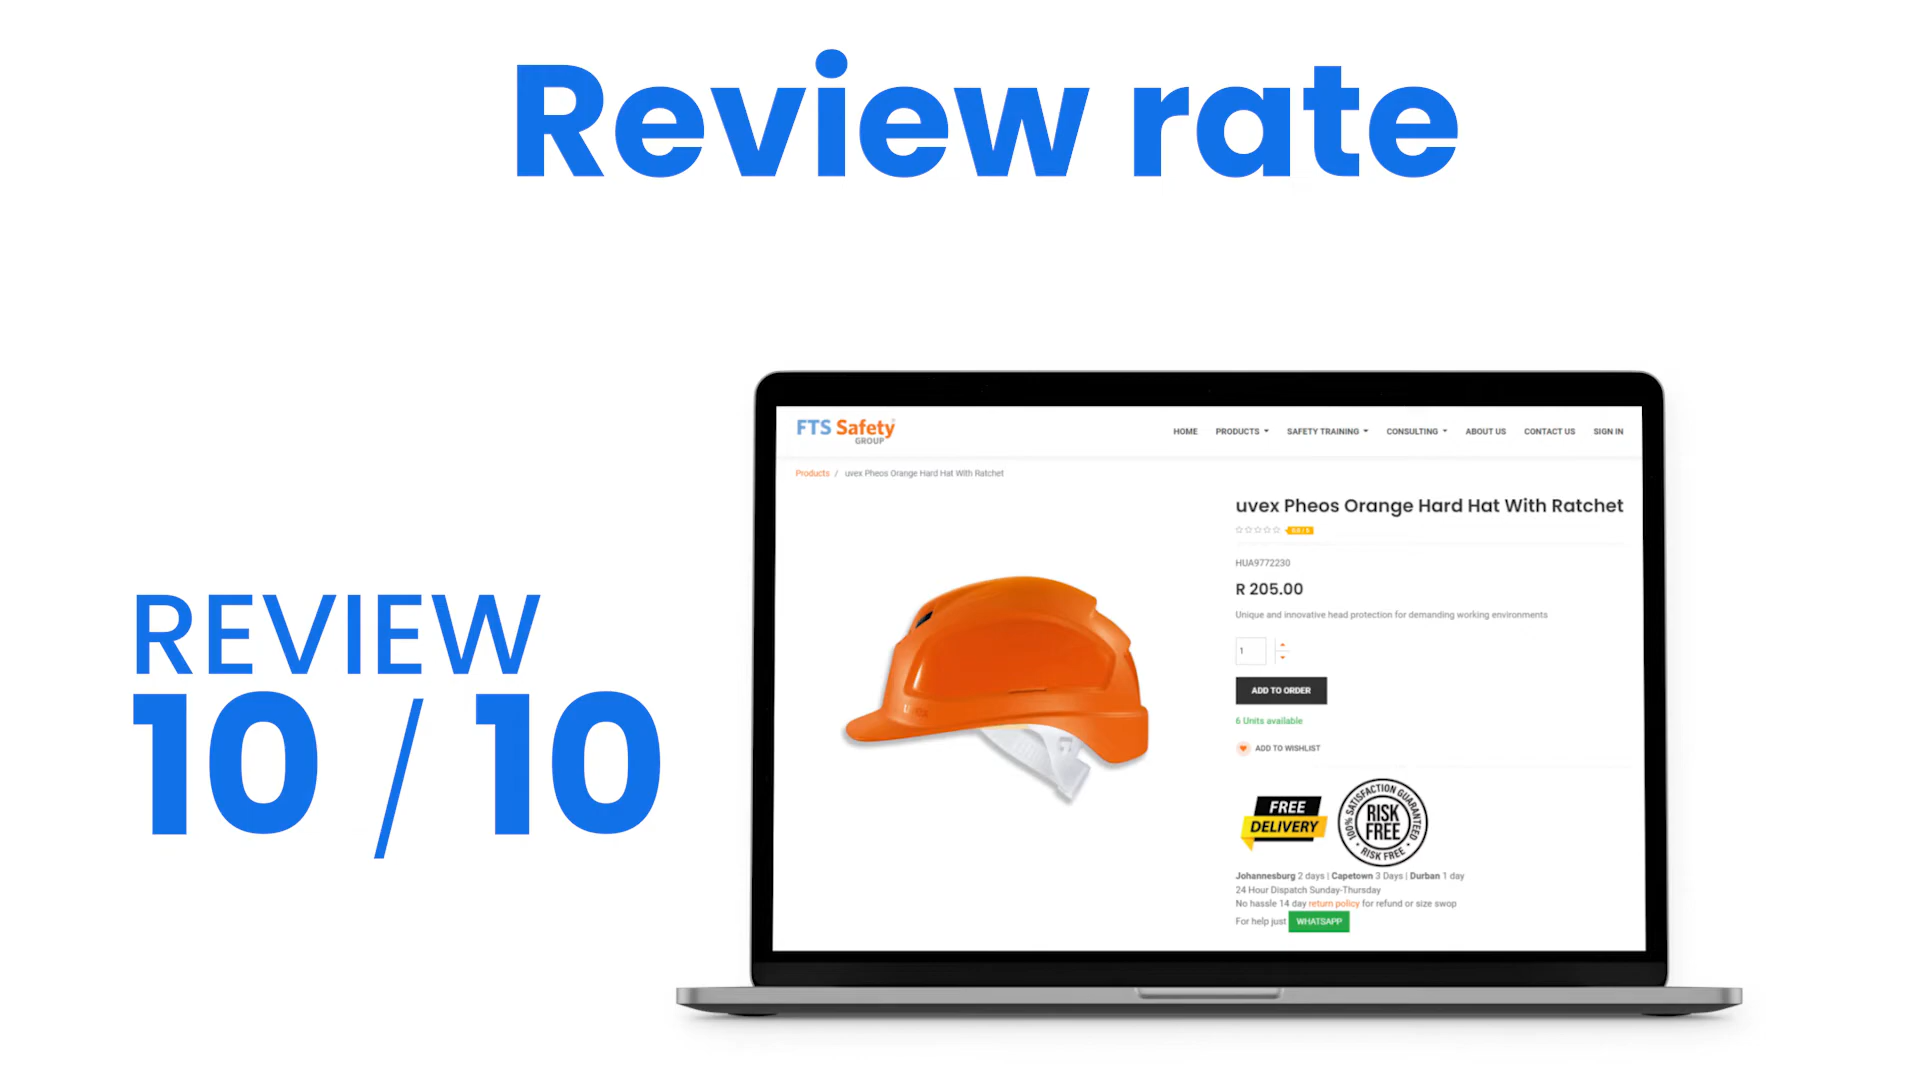 Review rate
REVIEW
10 / 10
FTS Safety
GROUP
HOME PRODUCTS SAFETY TRAINING CONSULTING ABOUT US CONTACT US SIGN IN
Products / uvex Pheos Orange Hard Hat With Ratchet
uvex Pheos Orange Hard Hat With Ratchet
HUA9772230
R 205.00
Unique and innovative head protection for demanding working environments
1
ADD TO ORDER
6 Units available
ADD TO WISHLIST
FREE
DELIVERY
100% SATISFACTION GUARANTEED
RISK
FREE
• RISK FREE •
Johannesburg 2 days | Capetown 3 Days | Durban 1 day
24 Hour Dispatch Sunday-Thursday
No hassle 14 day return policy for refund or size swop
For help just WHATSAPP